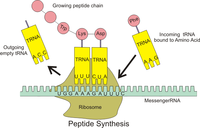 Growing peptide chain
Outgoing
empty tRNA
Incoming tRNA
bound to Amino Acid
Lys
Asp
Trp
Phe
TRNA
TRNA
TRNA
TRNA
A C C
U U U C U A
A A G
MessengerRNA
Ribosome
Peptide Synthesis